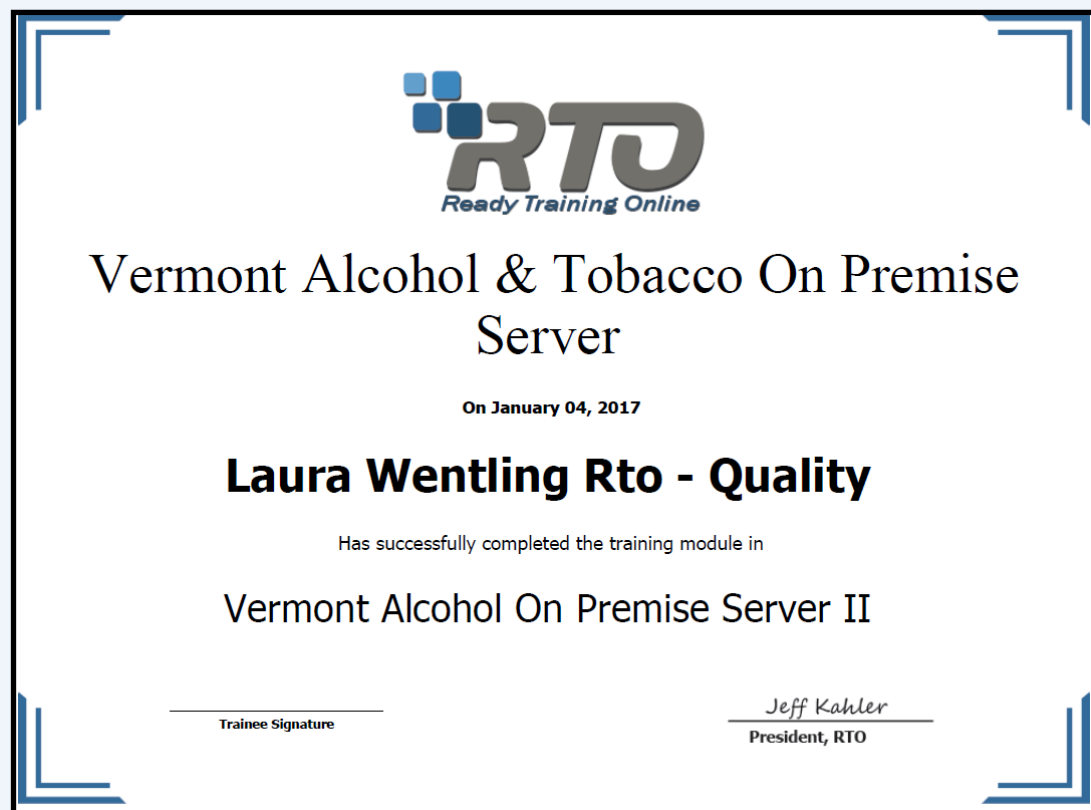 RTO
Ready Training Online
Vermont Alcohol & Tobacco On Premise
Server
On January 04, 2017
Laura Wentling Rto - Quality
Has successfully completed the training module in
Vermont Alcohol On Premise Server II
Jeff Kahler
Trainee Signature
President, RTO